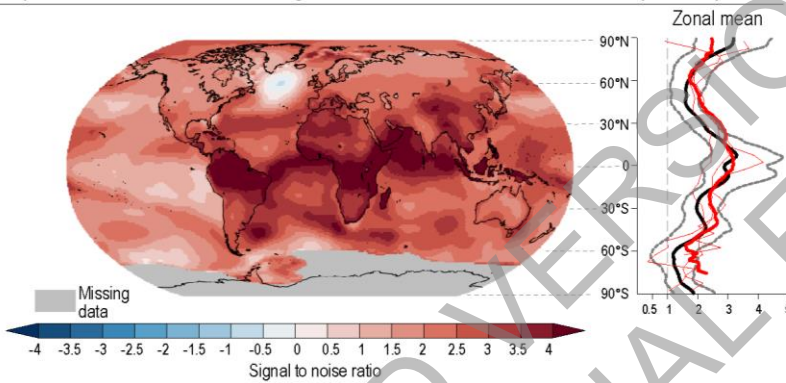 Zonal mean
90°N
60°N
30°N
0
30°S
60°S
90°S
0.5 1 2 3 4
Missing
data
-4 -3.5 -3 -2.5 -2 -1.5 -1 -0.5 0 0.5 1 1.5 2 2.5 3 3.5 4
Signal to noise ratio